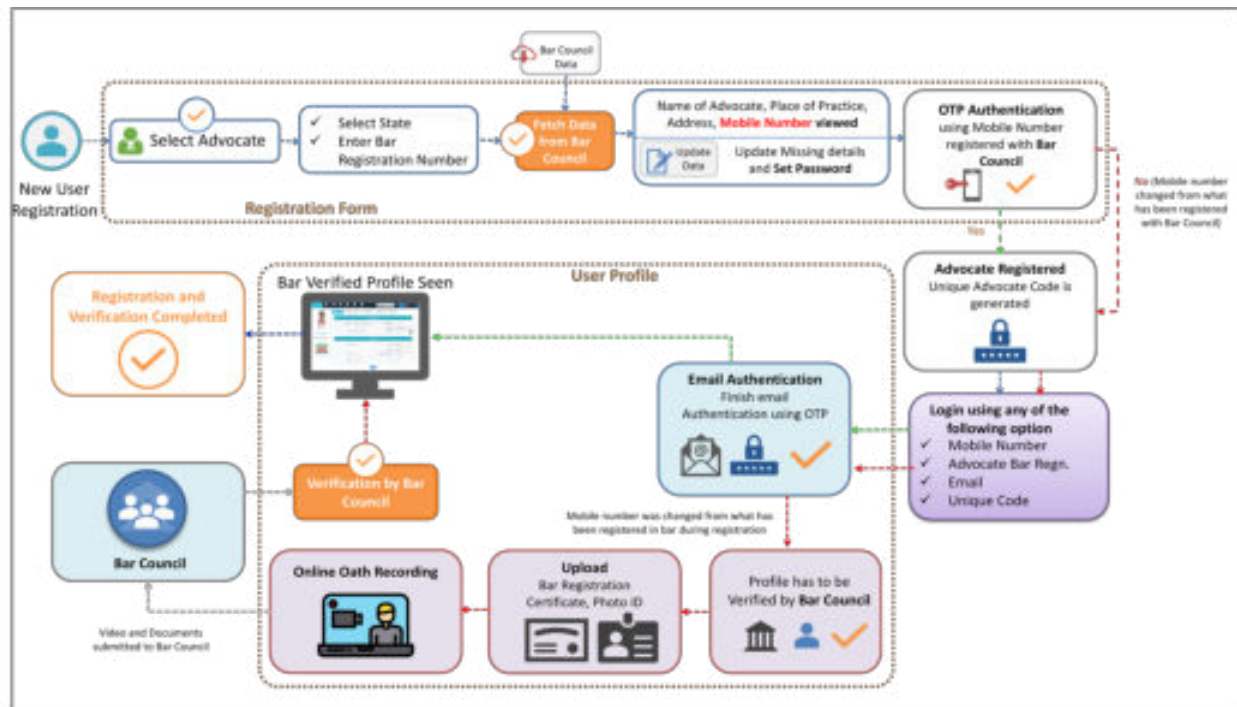 Bar Council
Data
New User
Registration
Select Advocate
Select State
Enter Bar
Registration Number
Fetch Data
from Bar
Council
Name of Advocate, Place of Practice,
Address, Mobile Number viewed
Update
Data
Update Missing details
and Set Password
OTP Authentication
using Mobile Number
registered with Bar
Council
Registration Form
No (Mobile number
changed from what
has been registered
with Bar Council)
Yes
Advocate Registered
Unique Advocate Code is
generated
Login using any of the
following option
Mobile Number
Advocate Bar Regn.
Email
Unique Code
User Profile
Bar Verified Profile Seen
Registration and
Verification Completed
Email Authentication
Finish email
Authentication using OTP
Verification by Bar
Council
Bar Council
Mobile number was changed from what has
been registered in bar during registration
Profile has to be
Verified by Bar Council
Upload
Bar Registration
Certificate, Photo ID
Online Oath Recording
Video and Documents
submitted to Bar Council